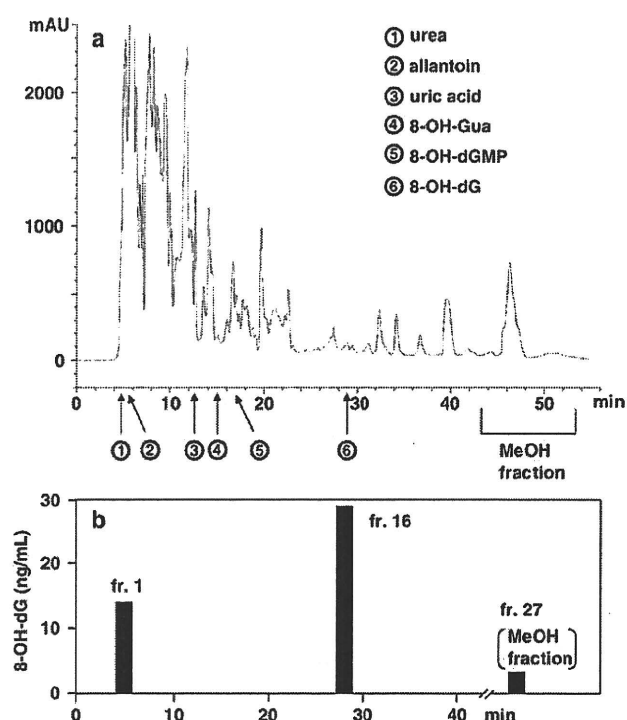 mAU
a
① urea
② allantoin
③ uric acid
④ 8-OH-Gua
⑤ 8-OH-dGMP
⑥ 8-OH-dG
2000
1000
0
0 10 20 30 40 50 min
① ② ③ ④ ⑤ ⑥
MeOH
fraction
b
8-OH-dG (ng/mL)
30
20
10
0
fr. 1
fr. 16
fr. 27
(MeOH
fraction)
0 10 20 30 40 min